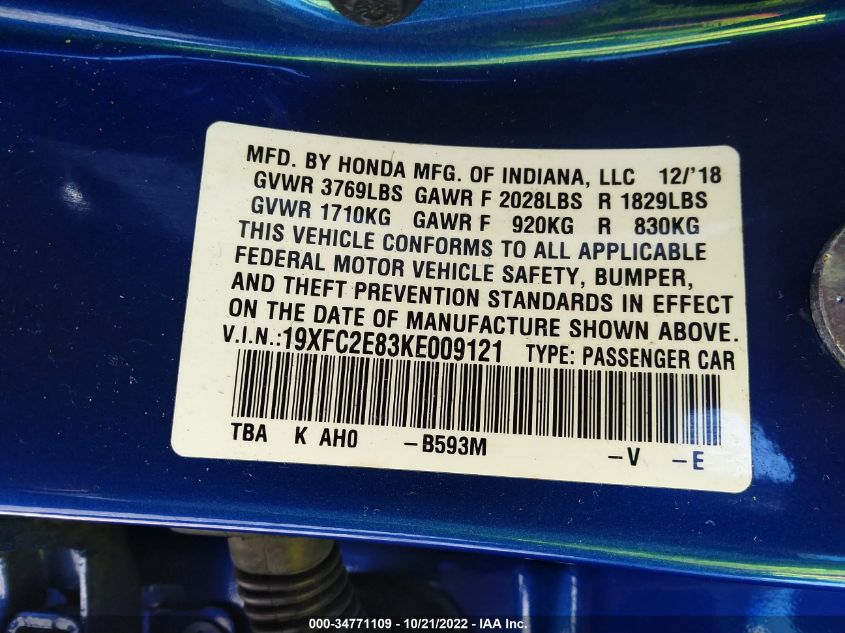 MFD. BY HONDA MFG. OF INDIANA, LLC 12/'18
GVWR 3769LBS GAWR F 2028LBS R 1829LBS
GVWR 1710KG GAWR F 920KG R 830KG
THIS VEHICLE CONFORMS TO ALL APPLICABLE
FEDERAL MOTOR VEHICLE SAFETY, BUMPER,
AND THEFT PREVENTION STANDARDS IN EFFECT
ON THE DATE OF MANUFACTURE SHOWN ABOVE.
V.I.N.:19XFC2E83KE009121 TYPE: PASSENGER CAR
TBA K AH0 -B593M -V -E
000-34771109 - 10/21/2022 - IAA Inc.